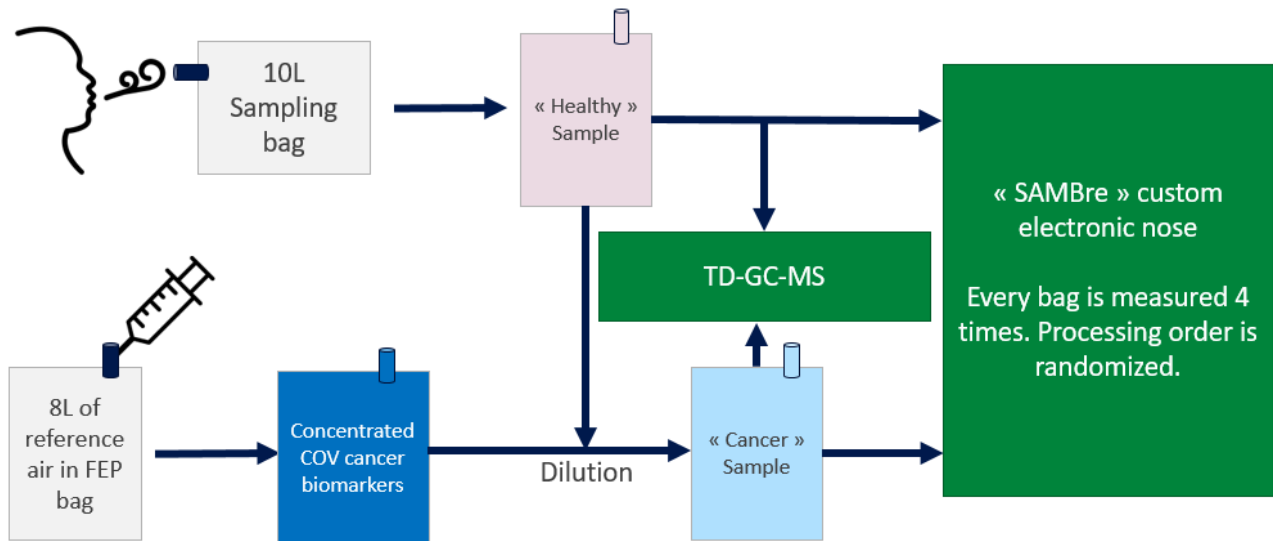 10L
Sampling
bag
« Healthy »
Sample
« SAMBre » custom
electronic nose
Every bag is measured 4
times. Processing order is
randomized.
TD-GC-MS
8L of
reference
air in FEP
bag
Concentrated
COV cancer
biomarkers
Dilution
« Cancer »
Sample